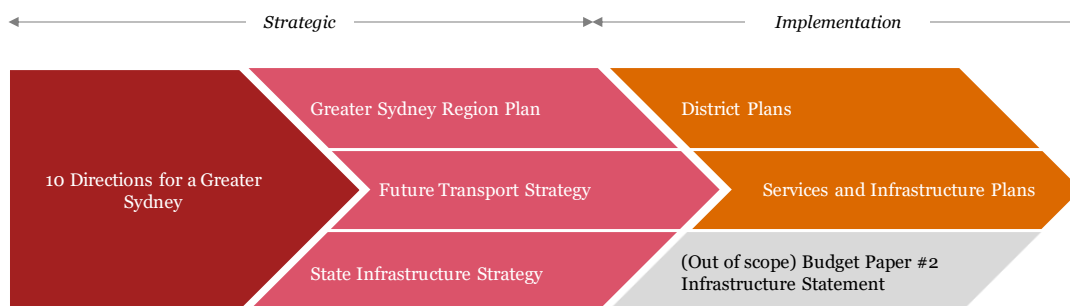 Strategic
Implementation
10 Directions for a Greater
Sydney
Greater Sydney Region Plan
Future Transport Strategy
State Infrastructure Strategy
District Plans
Services and Infrastructure Plans
(Out of scope) Budget Paper #2
Infrastructure Statement